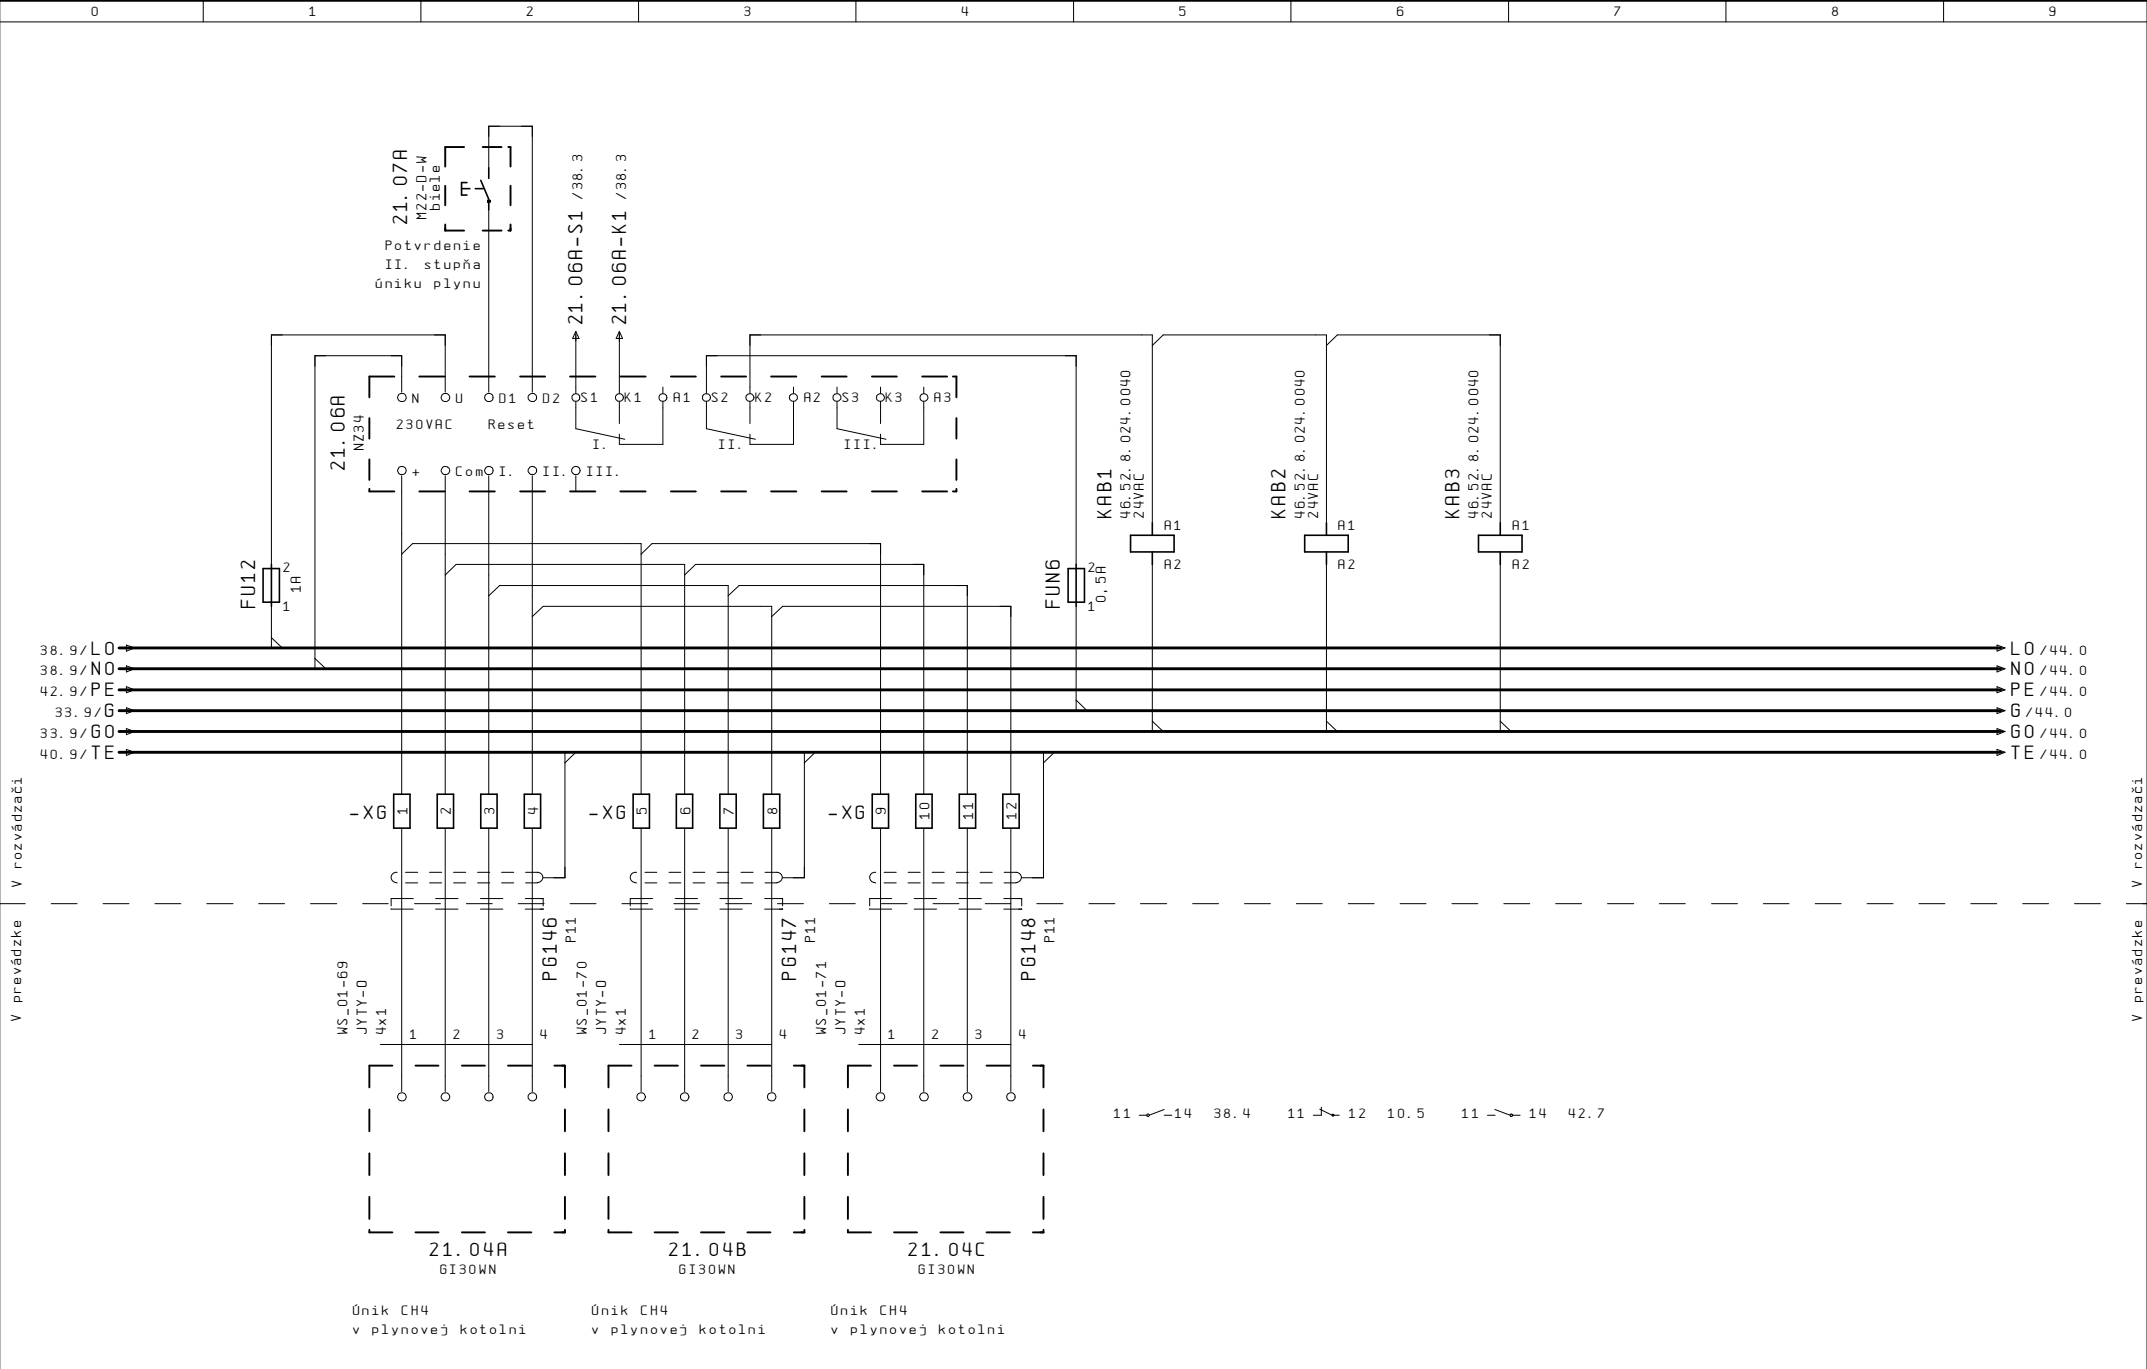 0 1 2 3 4 5 6 7 8 9
21.07A
M22-D-W
biele
E
Potvrdenie
II. stupňa
úniku plynu
21.06A-S1 /38.3
21.06A-K1 /38.3
21.06A
NZ34
N U D1 D2 S1 K1 A1 S2 K2 A2 S3 K3 A3
230VAC Reset
I. II. III.
+ Com I. II. III.
KAB1
46.52.8.024.0040
24VAC
A1
A2
KAB2
46.52.8.024.0040
24VAC
A1
A2
KAB3
46.52.8.024.0040
24VAC
A1
A2
FU12
1A
2
1
FUN6
0,5A
2
1
38.9/L0 L0/44.0
38.9/N0 N0/44.0
42.9/PE PE/44.0
33.9/G G/44.0
33.9/G0 G0/44.0
40.9/TE TE/44.0
V rozvádzači
V rozvádzači
-XG 1 2 3 4
-XG 5 6 7 8
-XG 9 10 11 12
V prevádzke
V prevádzke
PG146
P11
PG147
P11
PG148
P11
WS_01-69
JYTY-O
4x1
1 2 3 4
WS_01-70
JYTY-O
4x1
1 2 3 4
WS_01-71
JYTY-O
4x1
1 2 3 4
11 14 38.4
11 12 10.5
11 14 42.7
21.04A
GI30WN
21.04B
GI30WN
21.04C
GI30WN
Únik CH4
v plynovej kotolni
Únik CH4
v plynovej kotolni
Únik CH4
v plynovej kotolni